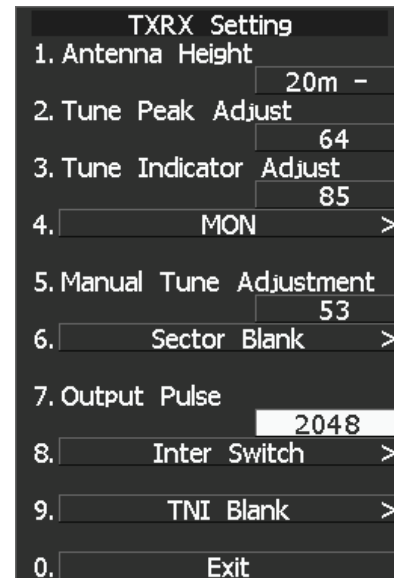 TXRX Setting
1. Antenna Height
20m -
2. Tune Peak Adjust
64
3. Tune Indicator Adjust
85
4. MON >
5. Manual Tune Adjustment
53
6. Sector Blank >
7. Output Pulse
2048
8. Inter Switch >
9. TNI Blank >
0. Exit